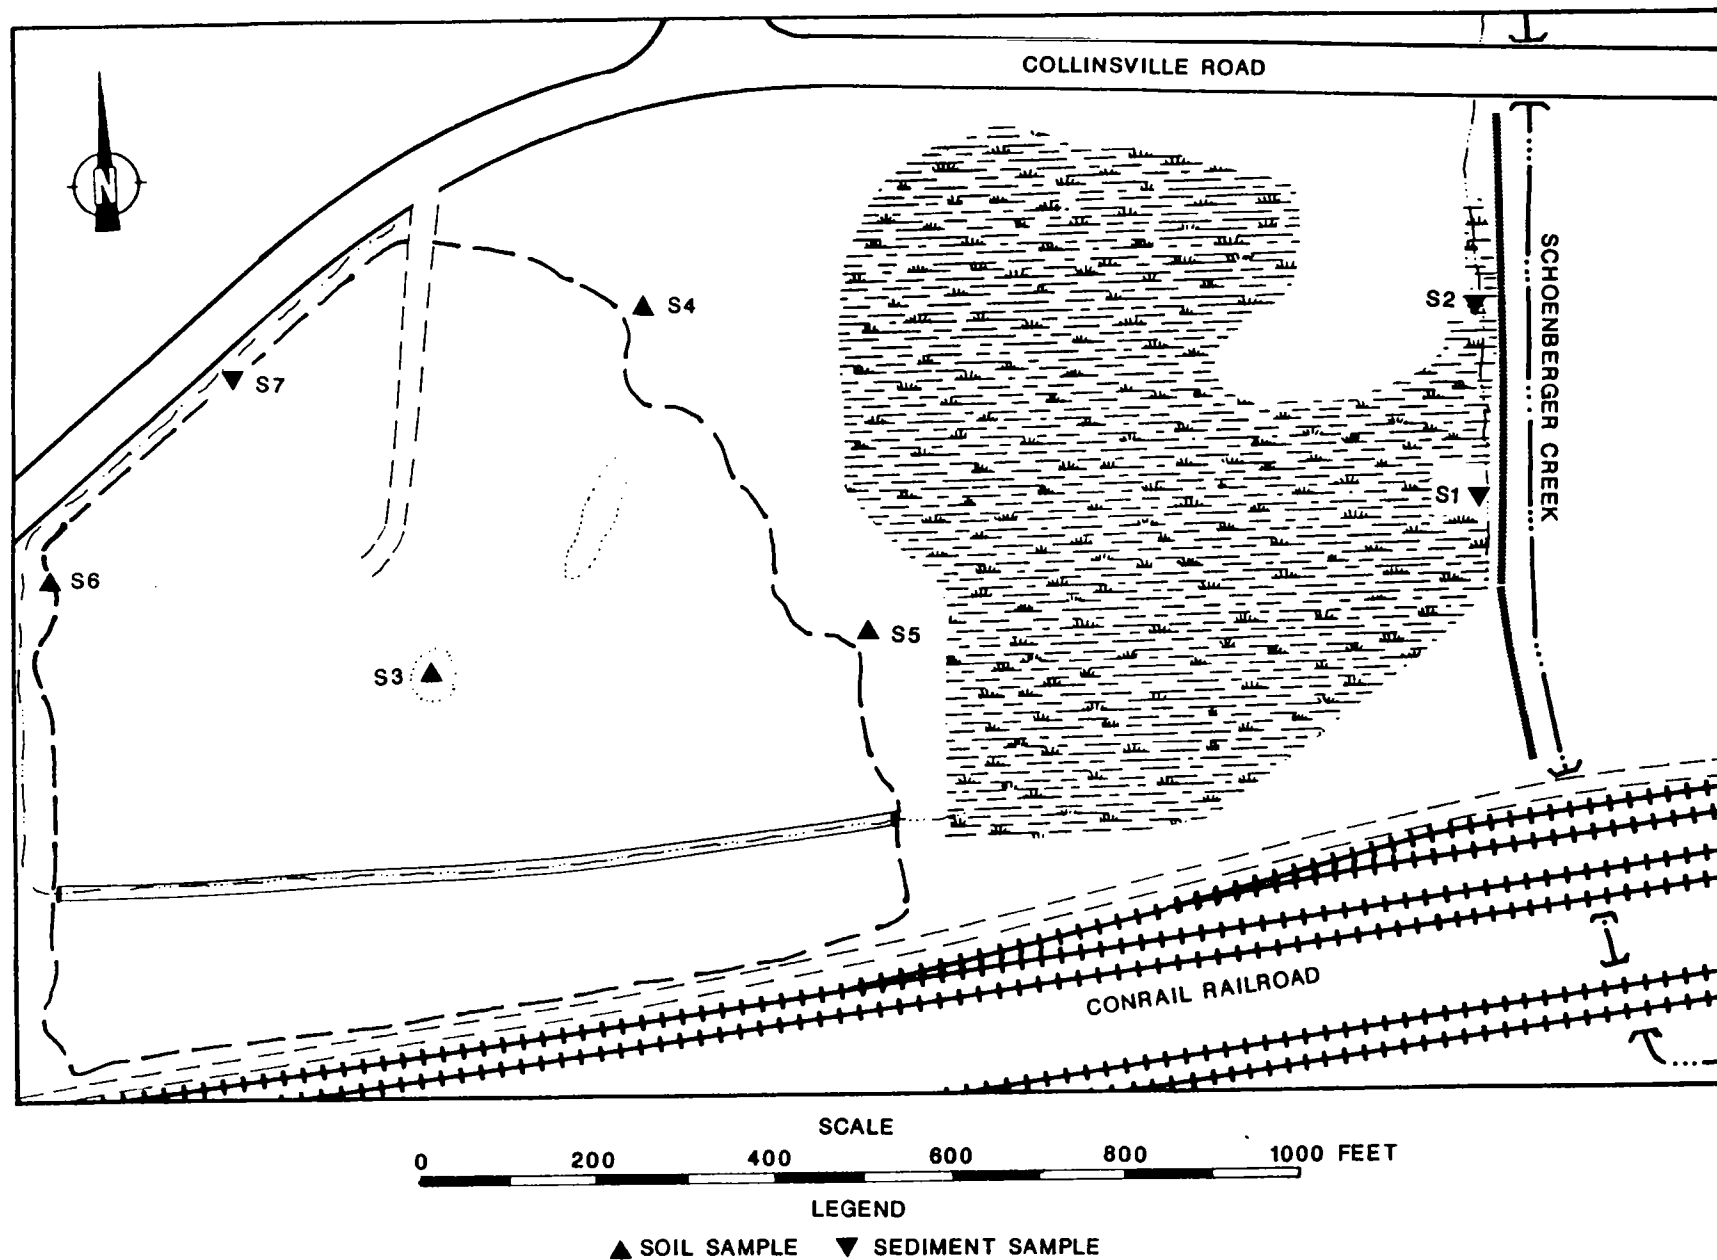 COLLINSVILLE ROAD
N
SCHOENBERGER CREEK
S2
S4
S7
S1
S6
S5
S3
CONRAIL RAILROAD
SCALE
0 200 400 600 800 1000 FEET
LEGEND
SOIL SAMPLE SEDIMENT SAMPLE